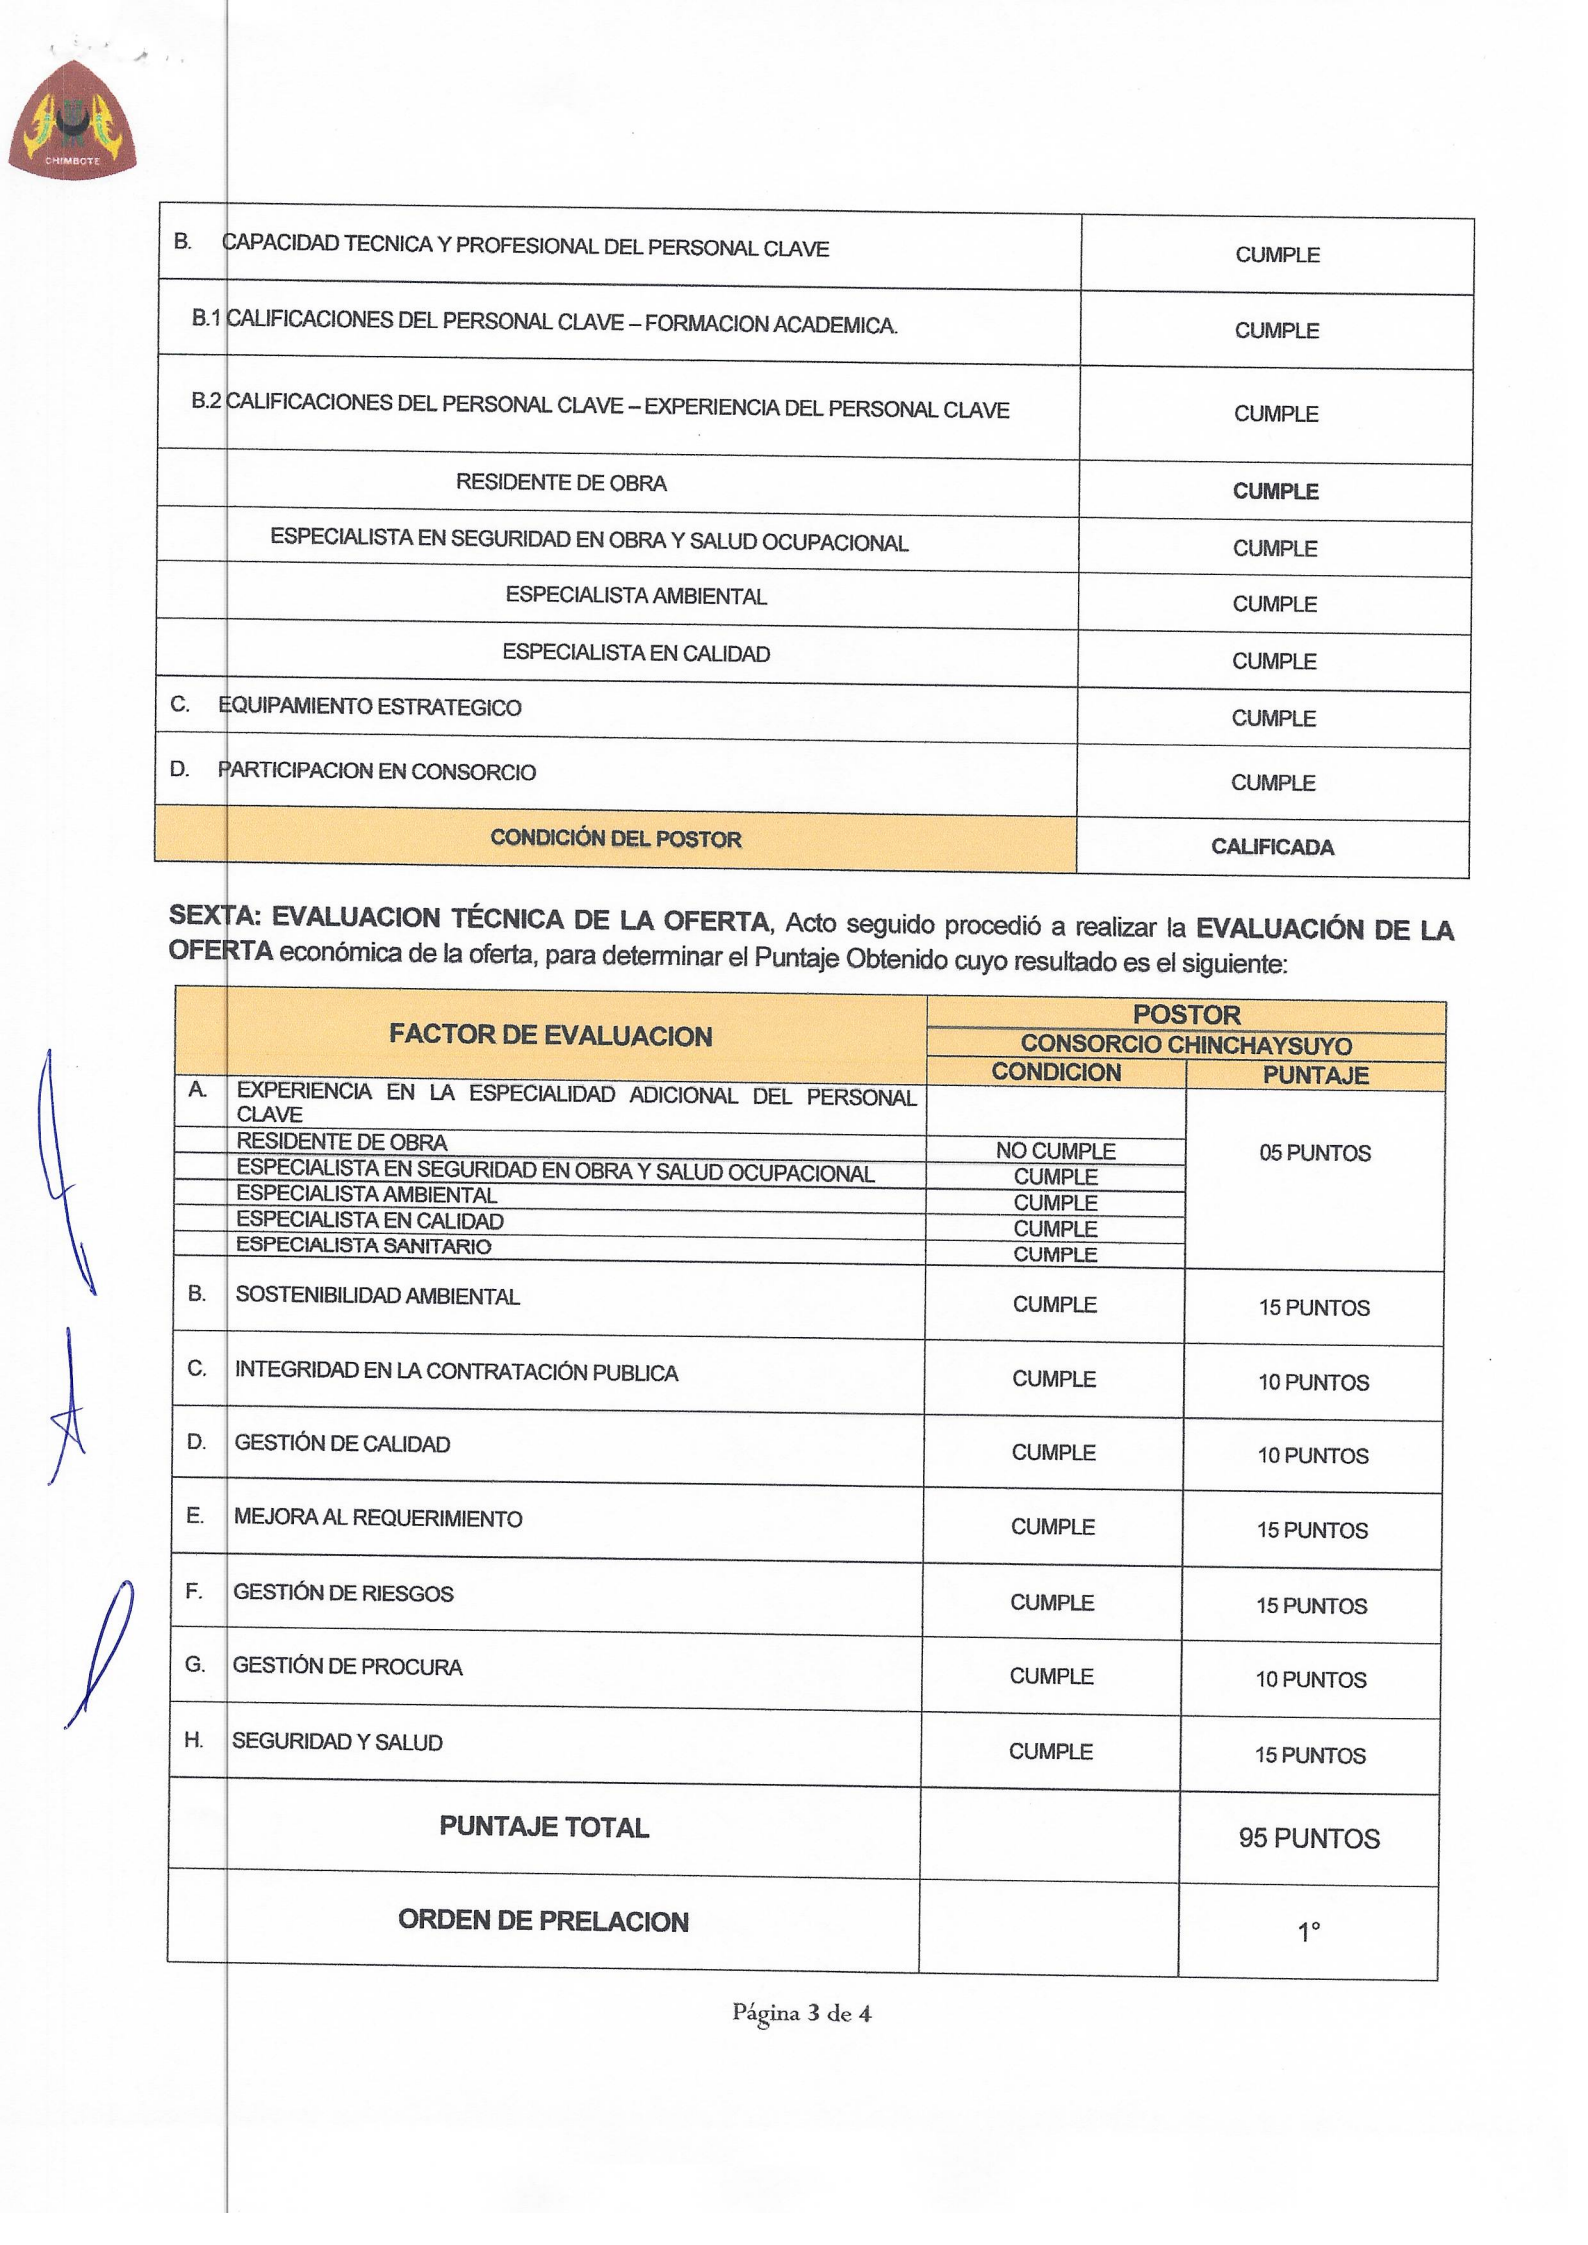 CHIMBOTE
B. CAPACIDAD TECNICA Y PROFESIONAL DEL PERSONAL CLAVE CUMPLE
B.1 CALIFICACIONES DEL PERSONAL CLAVE – FORMACION ACADEMICA. CUMPLE
B.2 CALIFICACIONES DEL PERSONAL CLAVE – EXPERIENCIA DEL PERSONAL CLAVE CUMPLE
RESIDENTE DE OBRA CUMPLE
ESPECIALISTA EN SEGURIDAD EN OBRA Y SALUD OCUPACIONAL CUMPLE
ESPECIALISTA AMBIENTAL CUMPLE
ESPECIALISTA EN CALIDAD CUMPLE
C. EQUIPAMIENTO ESTRATEGICO CUMPLE
D. PARTICIPACION EN CONSORCIO CUMPLE
CONDICIÓN DEL POSTOR CALIFICADA
SEXTA: EVALUACION TÉCNICA DE LA OFERTA, Acto seguido procedió a realizar la EVALUACIÓN DE LA
OFERTA económica de la oferta, para determinar el Puntaje Obtenido cuyo resultado es el siguiente:
FACTOR DE EVALUACION
POSTOR
CONSORCIO CHINCHAYSUYO
CONDICION PUNTAJE
A. EXPERIENCIA EN LA ESPECIALIDAD ADICIONAL DEL PERSONAL
CLAVE
RESIDENTE DE OBRA NO CUMPLE 05 PUNTOS
ESPECIALISTA EN SEGURIDAD EN OBRA Y SALUD OCUPACIONAL CUMPLE
ESPECIALISTA AMBIENTAL CUMPLE
ESPECIALISTA EN CALIDAD CUMPLE
ESPECIALISTA SANITARIO CUMPLE
B. SOSTENIBILIDAD AMBIENTAL CUMPLE 15 PUNTOS
C. INTEGRIDAD EN LA CONTRATACIÓN PUBLICA CUMPLE 10 PUNTOS
D. GESTIÓN DE CALIDAD CUMPLE 10 PUNTOS
E. MEJORA AL REQUERIMIENTO CUMPLE 15 PUNTOS
F. GESTIÓN DE RIESGOS CUMPLE 15 PUNTOS
G. GESTIÓN DE PROCURA CUMPLE 10 PUNTOS
H. SEGURIDAD Y SALUD CUMPLE 15 PUNTOS
PUNTAJE TOTAL 95 PUNTOS
ORDEN DE PRELACION 1°
Página 3 de 4